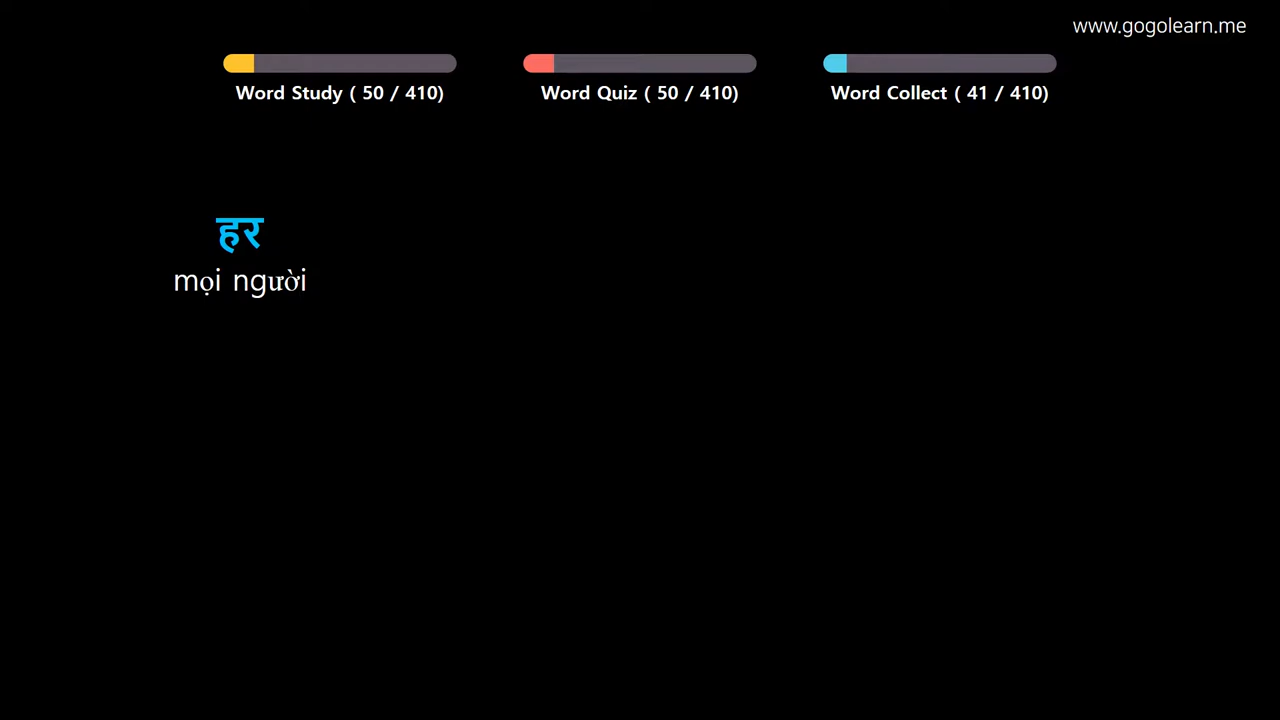 www.gogolearn.me
Word Study ( 50 / 410)
Word Quiz ( 50 / 410)
Word Collect ( 41 / 410)
हर
mọi người